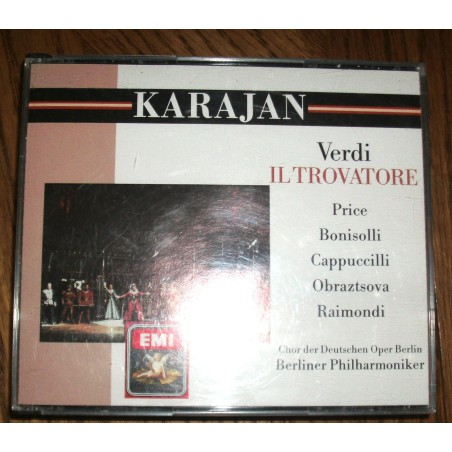 KARAJAN
Verdi
IL TROVATORE
Price
Bonisolli
Cappuccilli
Obraztsova
Raimondi
EMI
Chor der Deutschen Oper Berlin
Berliner Philharmoniker